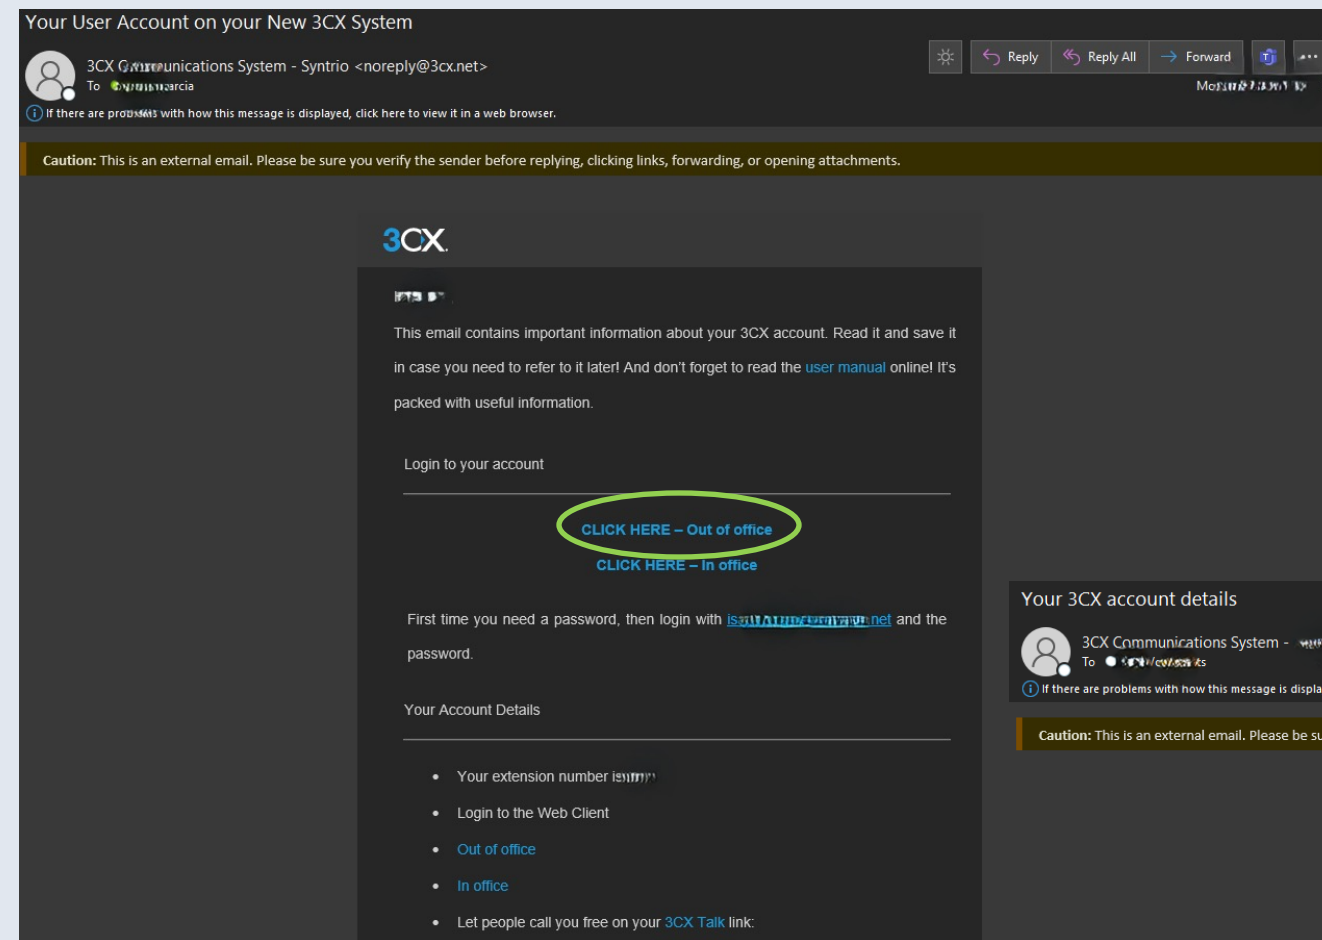 Your User Account on your New 3CX System
3CX Communications System - Syntrio <noreply@3cx.net>
Reply
Reply All
Forward
To
If there are problems with how this message is displayed, click here to view it in a web browser.
Caution: This is an external email. Please be sure you verify the sender before replying, clicking links, forwarding, or opening attachments.
3CX.
This email contains important information about your 3CX account. Read it and save it
in case you need to refer to it later! And don't forget to read the user manual online! It's
packed with useful information.
Login to your account
CLICK HERE – Out of office
CLICK HERE – In office
First time you need a password, then login with net and the
password.
Your Account Details
Your extension number is
Login to the Web Client
Out of office
In office
Let people call you free on your 3CX Talk link:
Your 3CX account details
3CX Communications System -
To
If there are problems with how this message is displa
Caution: This is an external email. Please be su